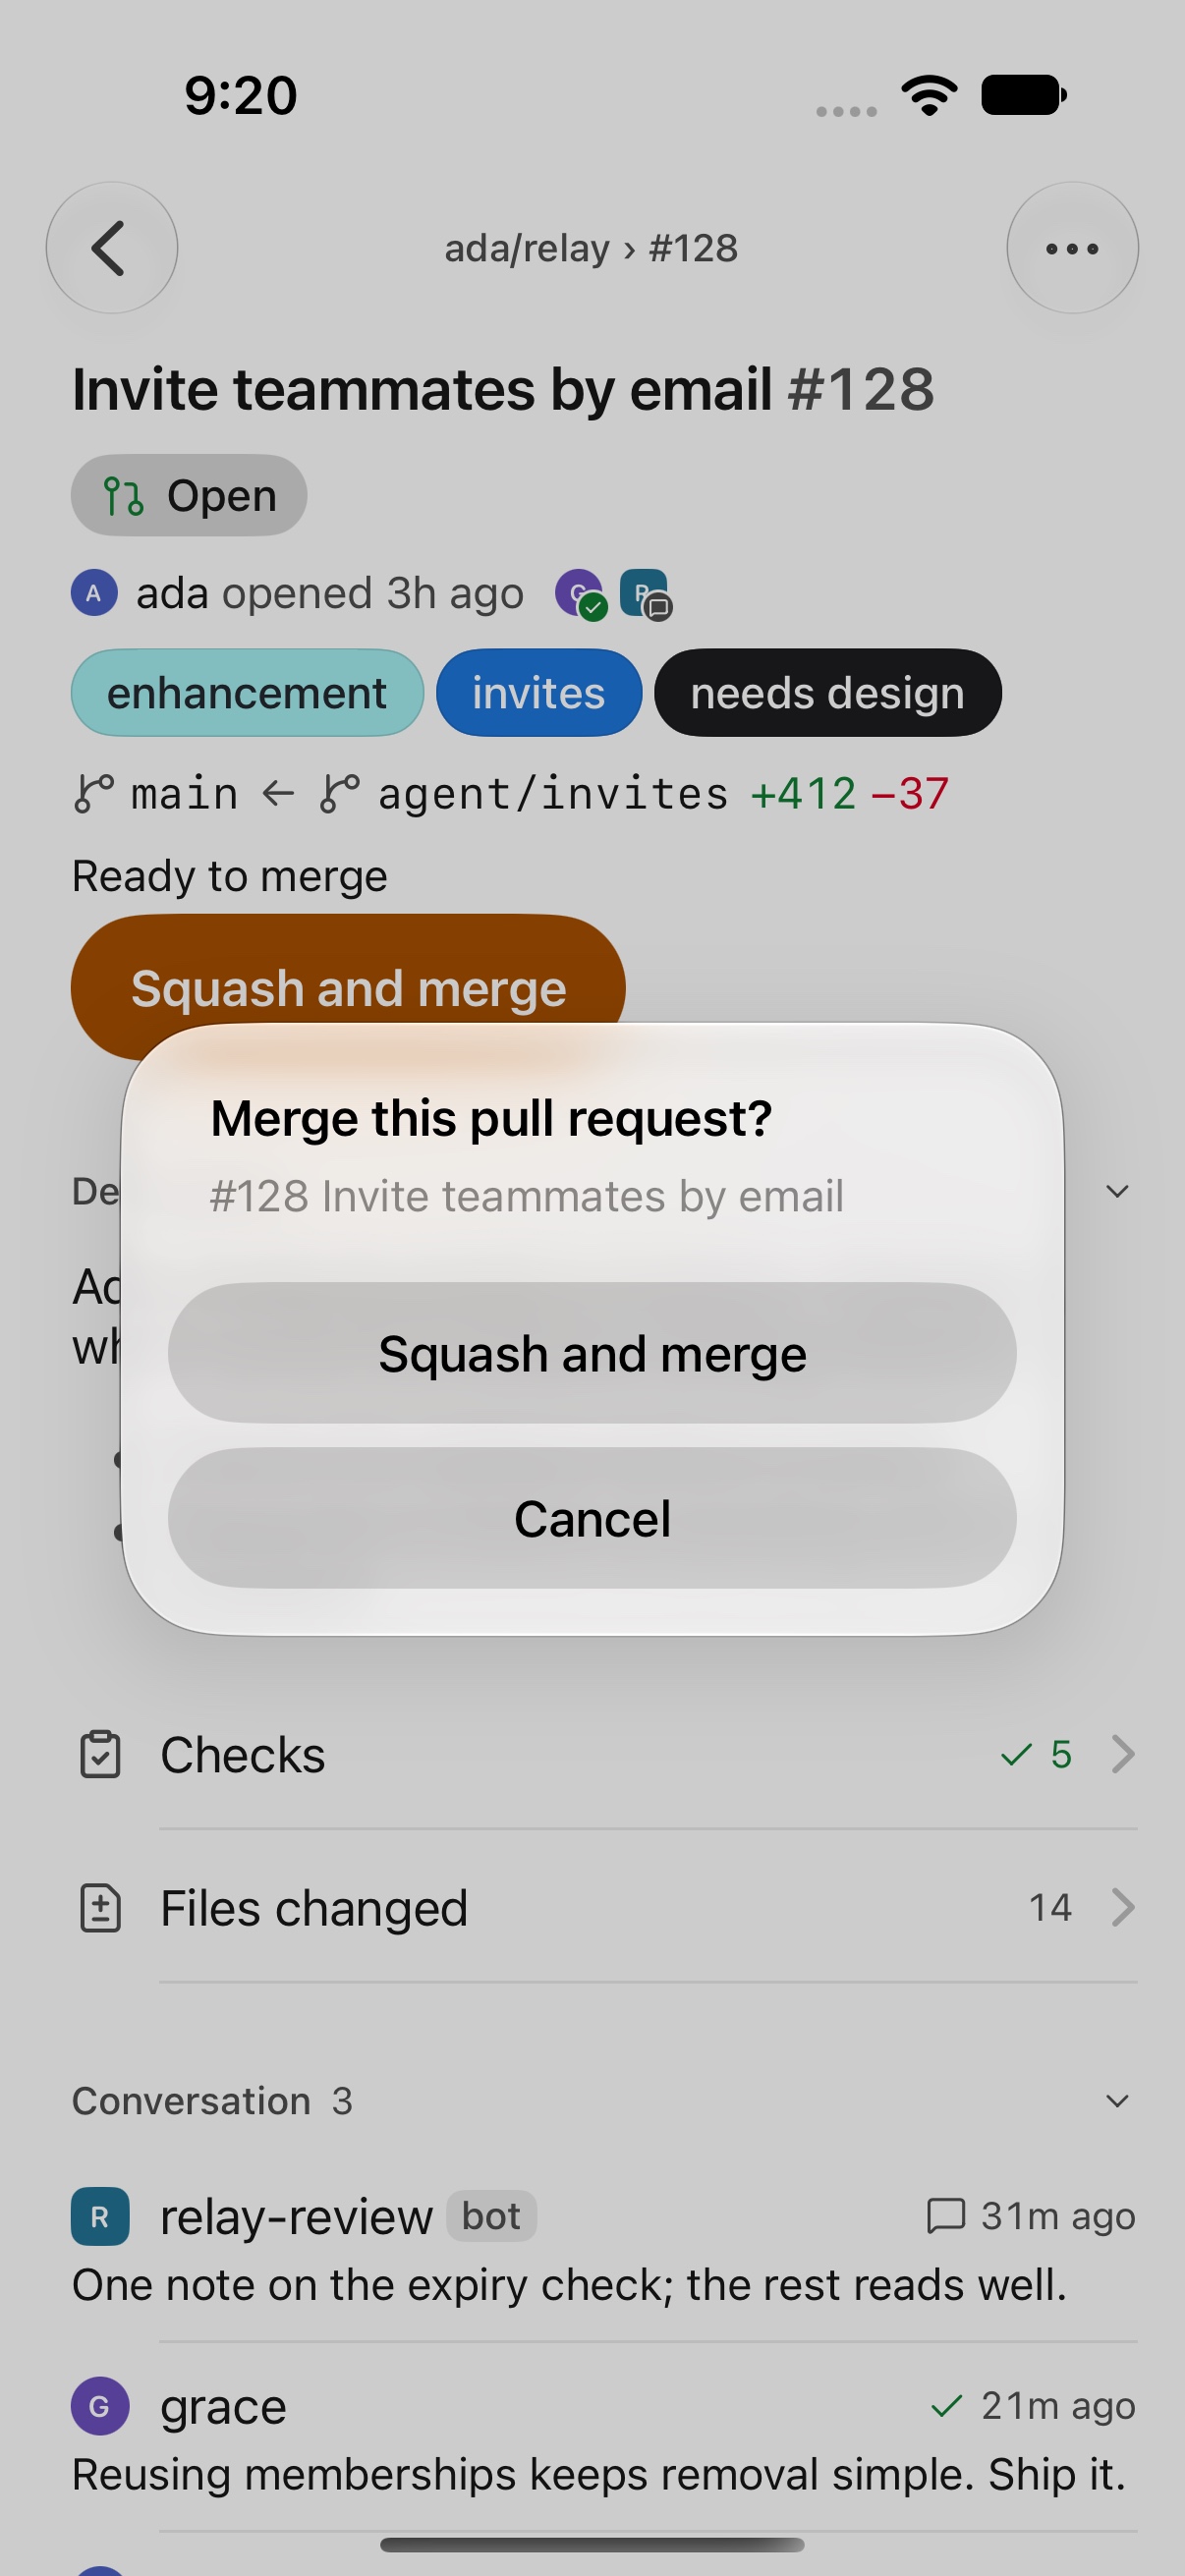 9:20
ada/relay › #128
Invite teammates by email #128
Open
A ada opened 3h ago
enhancement invites needs design
main ← agent/invites +412 −37
Ready to merge
Squash and merge
Merge this pull request?
#128 Invite teammates by email
Squash and merge
Cancel
Checks 5
Files changed 14
Conversation 3
R relay-review bot 31m ago
One note on the expiry check; the rest reads well.
G grace 21m ago
Reusing memberships keeps removal simple. Ship it.